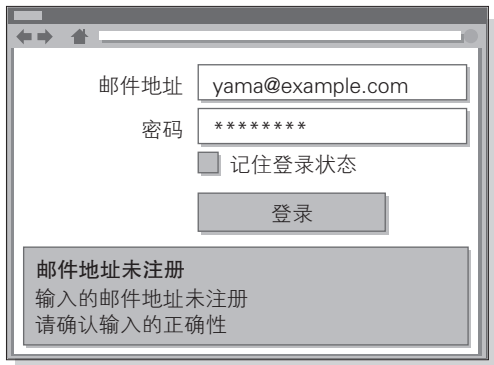 邮件地址 yama@example.com
密码 ********
记住登录状态
登录
邮件地址未注册
输入的邮件地址未注册
请确认输入的正确性